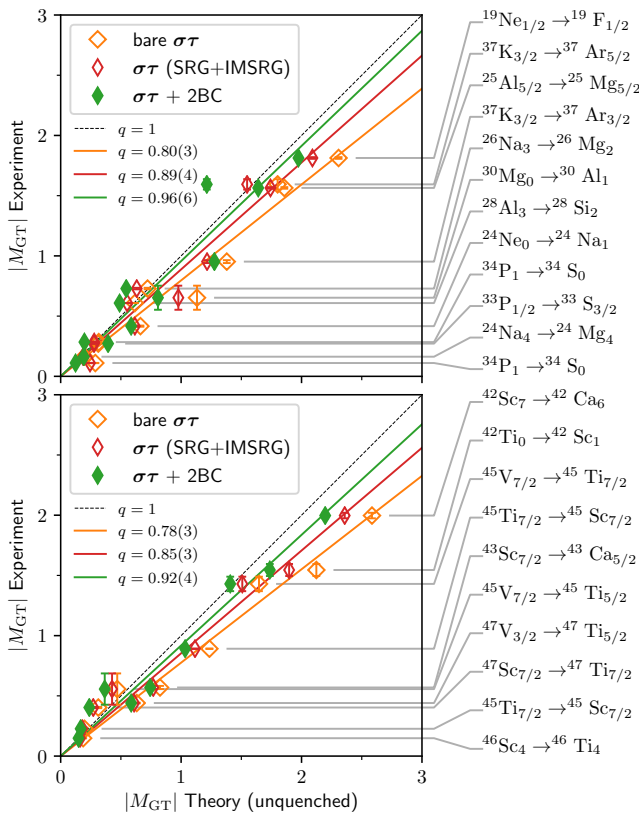 3
bare στ
στ (SRG+IMSRG)
στ + 2BC
q = 1
q = 0.80(3)
q = 0.89(4)
q = 0.96(6)
2
1
0
|M_GT| Experiment
¹⁹Ne₁/₂ →¹⁹ F₁/₂
³⁷K₃/₂ →³⁷ Ar₅/₂
²⁵Al₅/₂ →²⁵ Mg₅/₂
³⁷K₃/₂ →³⁷ Ar₃/₂
²⁶Na₃ →²⁶ Mg₂
³⁰Mg₀ →³⁰ Al₁
²⁸Al₃ →²⁸ Si₂
²⁴Ne₀ →²⁴ Na₁
³⁴P₁ →³⁴ S₀
³³P₁/₂ →³³ S₃/₂
²⁴Na₄ →²⁴ Mg₄
³⁴P₁ →³⁴ S₀
3
bare στ
στ (SRG+IMSRG)
στ + 2BC
q = 1
q = 0.78(3)
q = 0.85(3)
q = 0.92(4)
2
1
0
|M_GT| Experiment
0 1 2 3
|M_GT| Theory (unquenched)
⁴²Sc₇ →⁴² Ca₆
⁴²Ti₀ →⁴² Sc₁
⁴⁵V₇/₂ →⁴⁵ Ti₇/₂
⁴⁵Ti₇/₂ →⁴⁵ Sc₇/₂
⁴³Sc₇/₂ →⁴³ Ca₅/₂
⁴⁵V₇/₂ →⁴⁵ Ti₅/₂
⁴⁷V₃/₂ →⁴⁷ Ti₅/₂
⁴⁷Sc₇/₂ →⁴⁷ Ti₇/₂
⁴⁵Ti₇/₂ →⁴⁵ Sc₇/₂
⁴⁶Sc₄ →⁴⁶ Ti₄